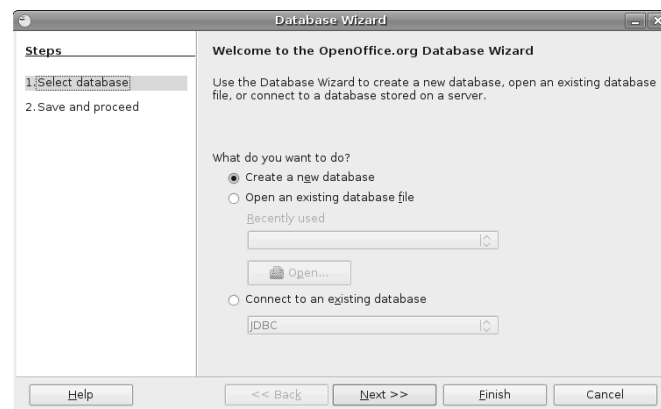 Database Wizard
Steps
1. Select database
2. Save and proceed
Welcome to the OpenOffice.org Database Wizard
Use the Database Wizard to create a new database, open an existing database
file, or connect to a database stored on a server.
What do you want to do?
Create a new database
Open an existing database file
Recently used
Open...
Connect to an existing database
JDBC
Help
<< Back
Next >>
Finish
Cancel